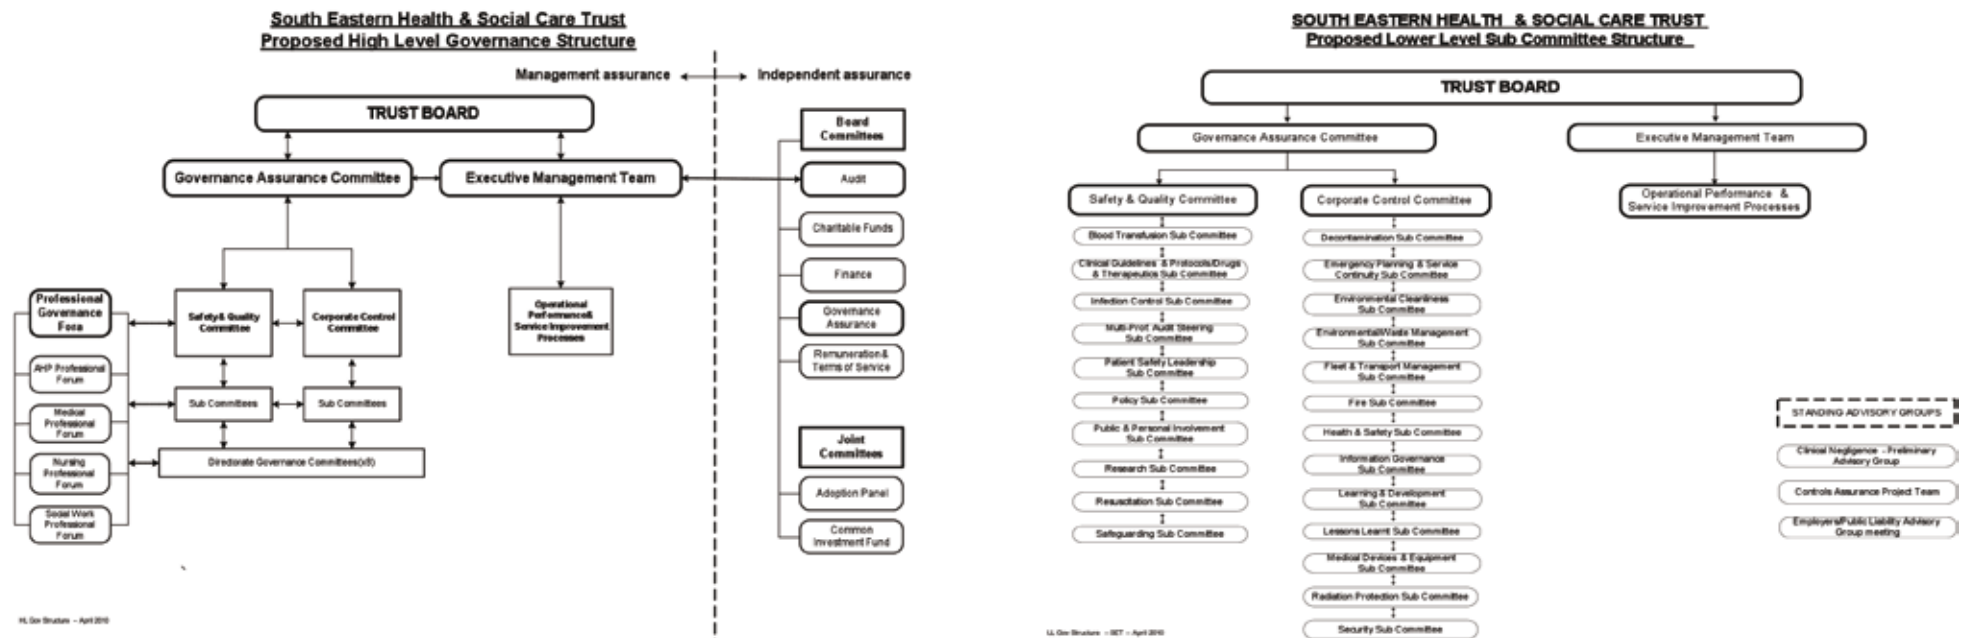 South Eastern Health & Social Care Trust
Proposed High Level Governance Structure
Management assurance
Independent assurance
TRUST BOARD
Governance Assurance Committee
Executive Management Team
Professional
Governance
Fora
AHP Professional
Forum
Medical
Professional
Forum
Nursing
Professional
Forum
Social Work
Professional
Forum
Safety & Quality
Committee
Corporate Control
Committee
Sub Committees
Sub Committees
Directorate Governance Committees(x8)
Operational
Performance&
Service Improvement
Processes
Board
Committees
Audit
Charitable Funds
Finance
Governance
Assurance
Remuneration &
Terms of Service
Joint
Committees
Adoption Panel
Common
Investment Fund
HL Gov Structure - April 2010
SOUTH EASTERN HEALTH & SOCIAL CARE TRUST
Proposed Lower Level Sub Committee Structure
TRUST BOARD
Governance Assurance Committee
Executive Management Team
Safety & Quality Committee
Blood Transfusion Sub Committee
Clinical Guidelines & Protocols/Drugs
& Therapeutics Sub Committee
Infection Control Sub Committee
Multi-Prof. Audit Steering
Sub Committee
Patient Safety Leadership
Sub Committee
Policy Sub Committee
Public & Personal Involvement
Sub Committee
Research Sub Committee
Resuscitation Sub Committee
Safeguarding Sub Committee
Corporate Control Committee
Decontamination Sub Committee
Emergency Planning & Service
Continuity Sub Committee
Environmental Cleanliness
Sub Committee
Environmental/Waste Management
Sub Committee
Fleet & Transport Management
Sub Committee
Fire Sub Committee
Health & Safety Sub Committee
Information Governance
Sub Committee
Learning & Development
Sub Committee
Lessons Learnt Sub Committee
Medical Devices & Equipment
Sub Committee
Radiation Protection Sub Committee
Security Sub Committee
Operational Performance &
Service Improvement Processes
STANDING ADVISORY GROUPS
Clinical Negligence - Preliminary
Advisory Group
Controls Assurance Project Team
Employers/Public Liability Advisory
Group meeting
LL Gov Structure - SET - April 2010